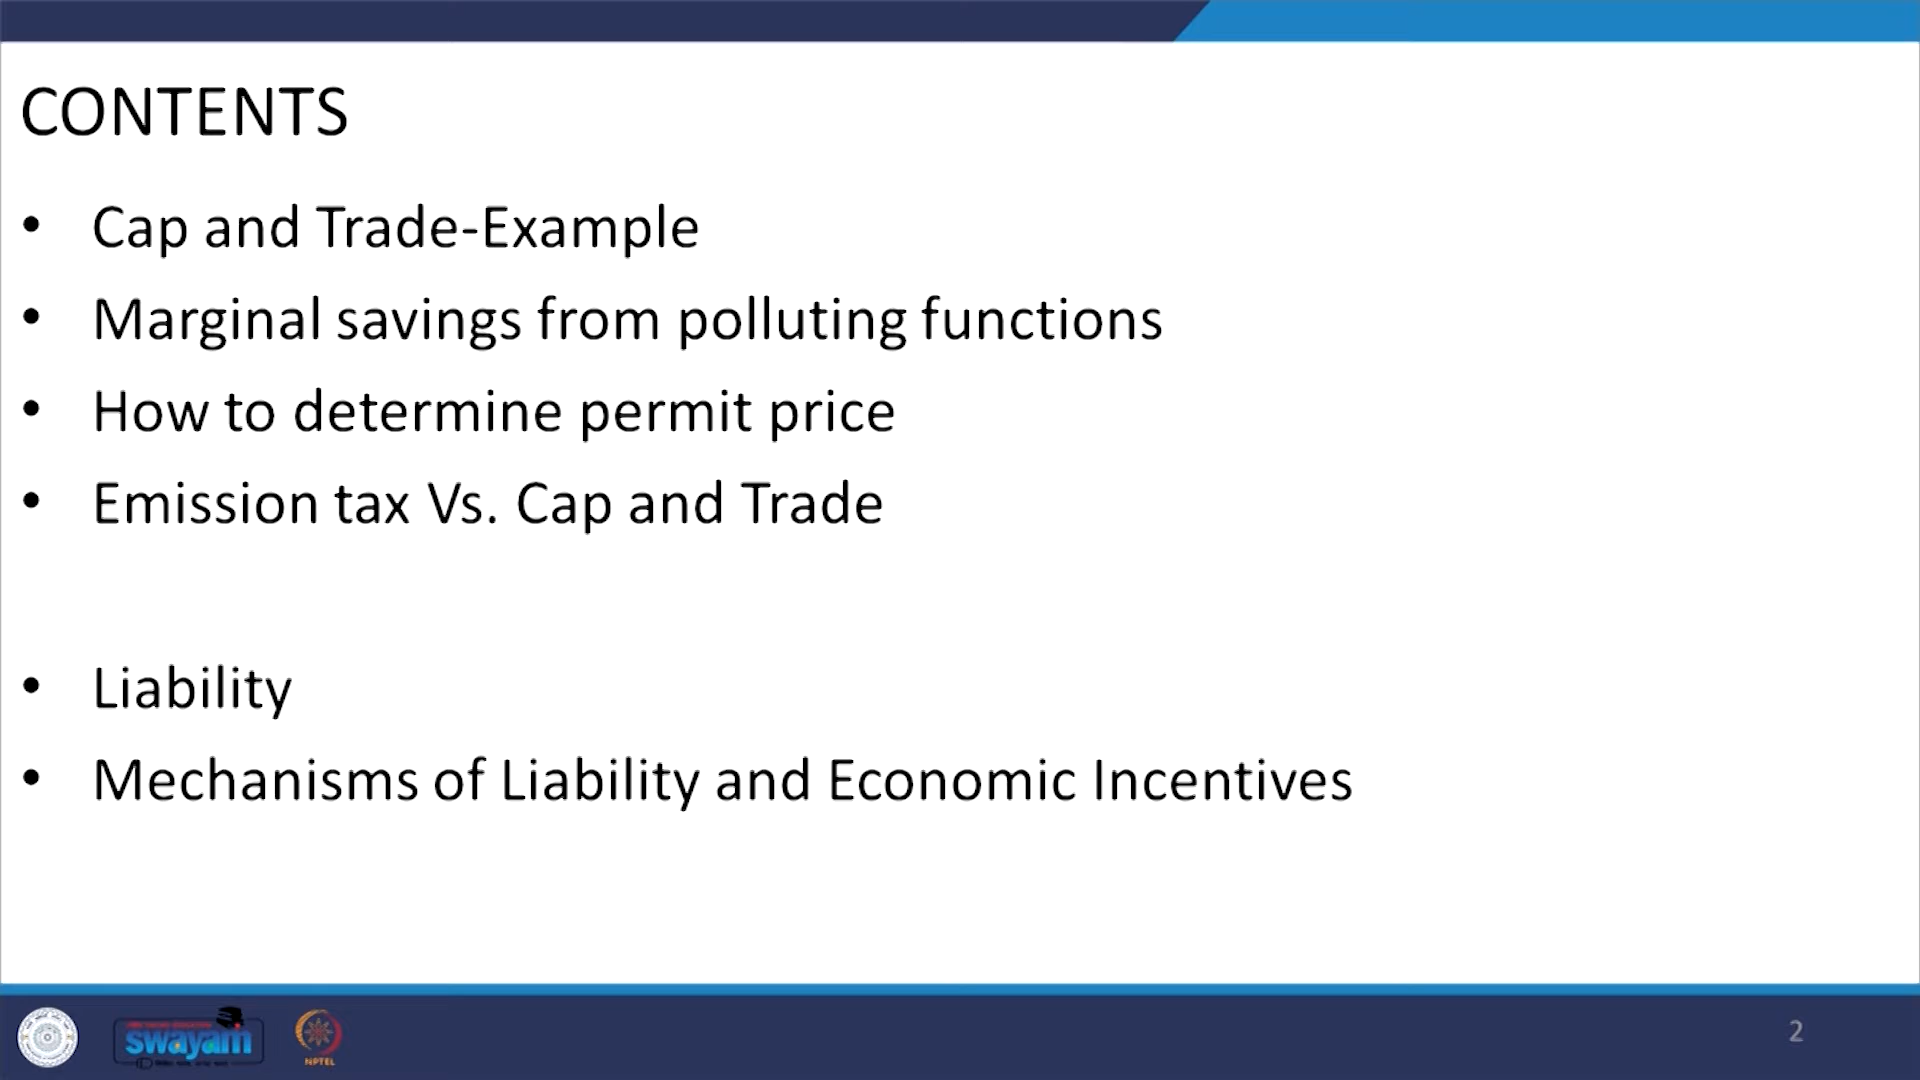 CONTENTS
• Cap and Trade-Example
• Marginal savings from polluting functions
• How to determine permit price
• Emission tax Vs. Cap and Trade
• Liability
• Mechanisms of Liability and Economic Incentives
swayam
NPTEL
2